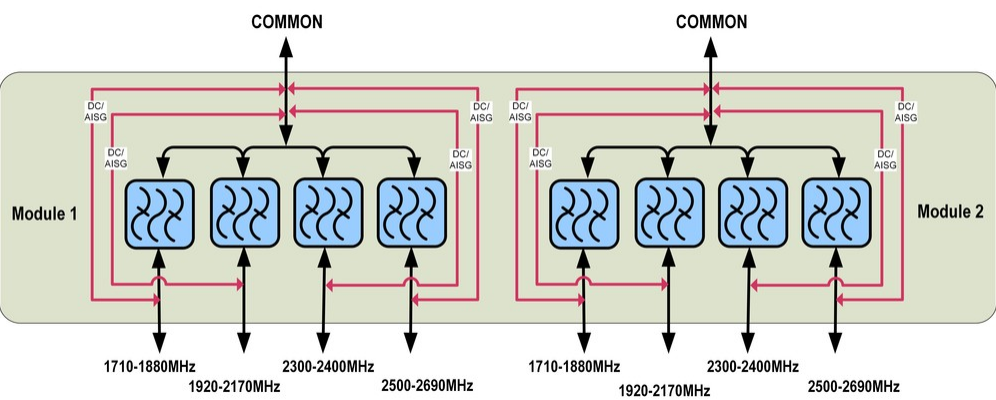 COMMON
COMMON
DC/
AISG
DC/
AISG
DC/
AISG
DC/
AISG
DC/
AISG
DC/
AISG
DC/
AISG
DC/
AISG
Module 1
Module 2
1710-1880MHz
1920-2170MHz
2300-2400MHz
2500-2690MHz
1710-1880MHz
1920-2170MHz
2300-2400MHz
2500-2690MHz